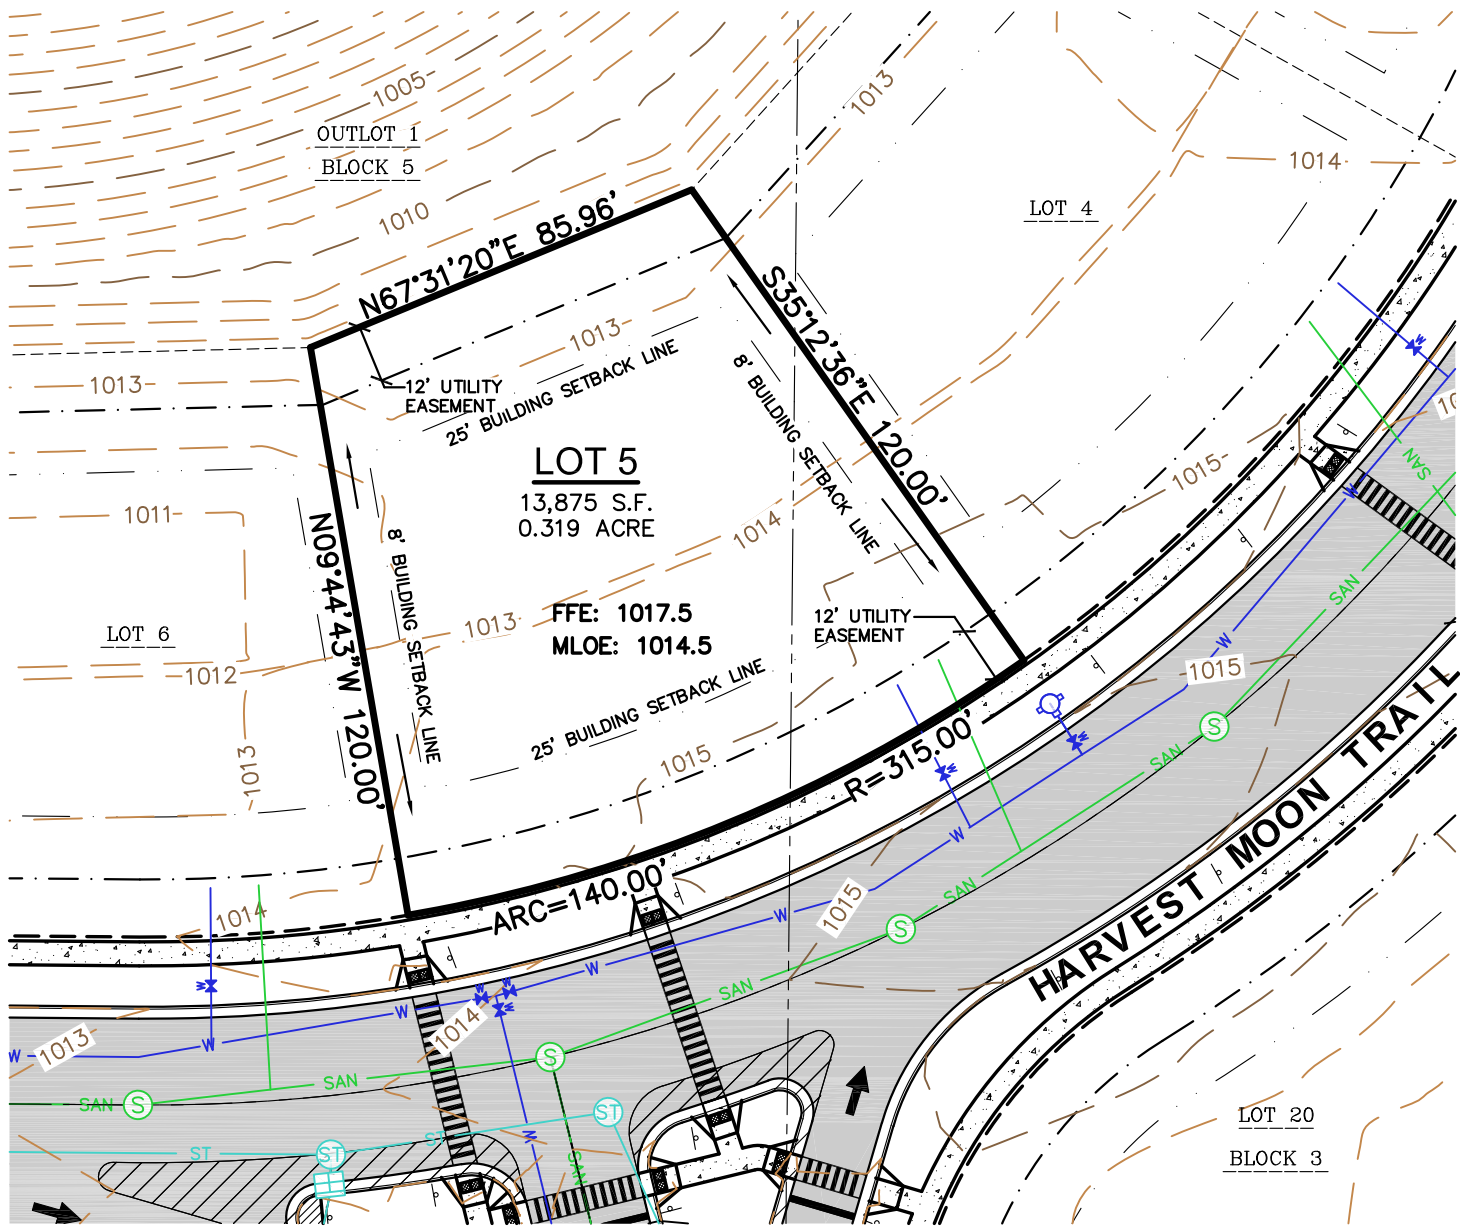 1005
1013
OUTLOT 1
BLOCK 5
1014
1010
LOT 4
N67°31'20"E 85.96'
S35°12'36"E 120.00'
1013
1013
12' UTILITY
EASEMENT
25' BUILDING SETBACK LINE
8' BUILDING SETBACK LINE
LOT 5
13,875 S.F.
0.319 ACRE
1015
SAN
1011
1014
N09°44'43"W 120.00'
8' BUILDING SETBACK LINE
SAN
FFE: 1017.5
MLOE: 1014.5
1013
12' UTILITY
EASEMENT
LOT 6
W
W
W
1012
1015
25' BUILDING SETBACK LINE
1013
1015
S
SAN
R=315.00'
W
W
HARVEST MOON TRAIL
W
ARC=140.00'
SAN
1015
1014
W
S
W
W
SAN
W
W
W
W
1014
1013
W
W
S
SAN
SAN
S
ST
W
ST
ST
ST
SAN
LOT 20
BLOCK 3